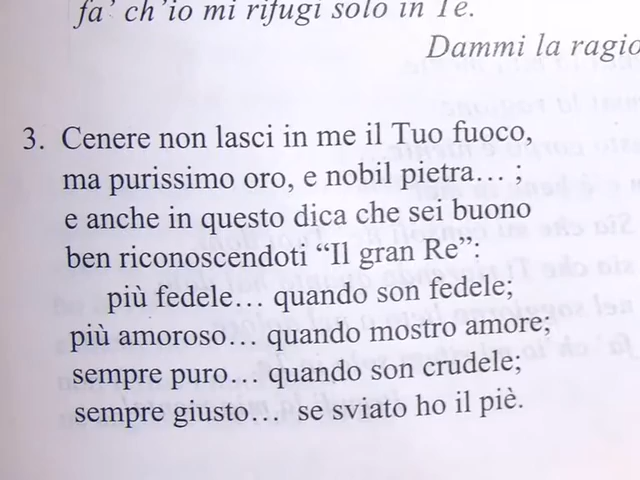 fa' ch'io mi rifugi solo in Te.
Dammi la ragio
3. Cenere non lasci in me il Tuo fuoco,
ma purissimo oro, e nobil pietra… ;
e anche in questo dica che sei buono
ben riconoscendoti “Il gran Re”:
più fedele… quando son fedele;
più amoroso… quando mostro amore;
sempre puro… quando son crudele;
sempre giusto… se sviato ho il piè.